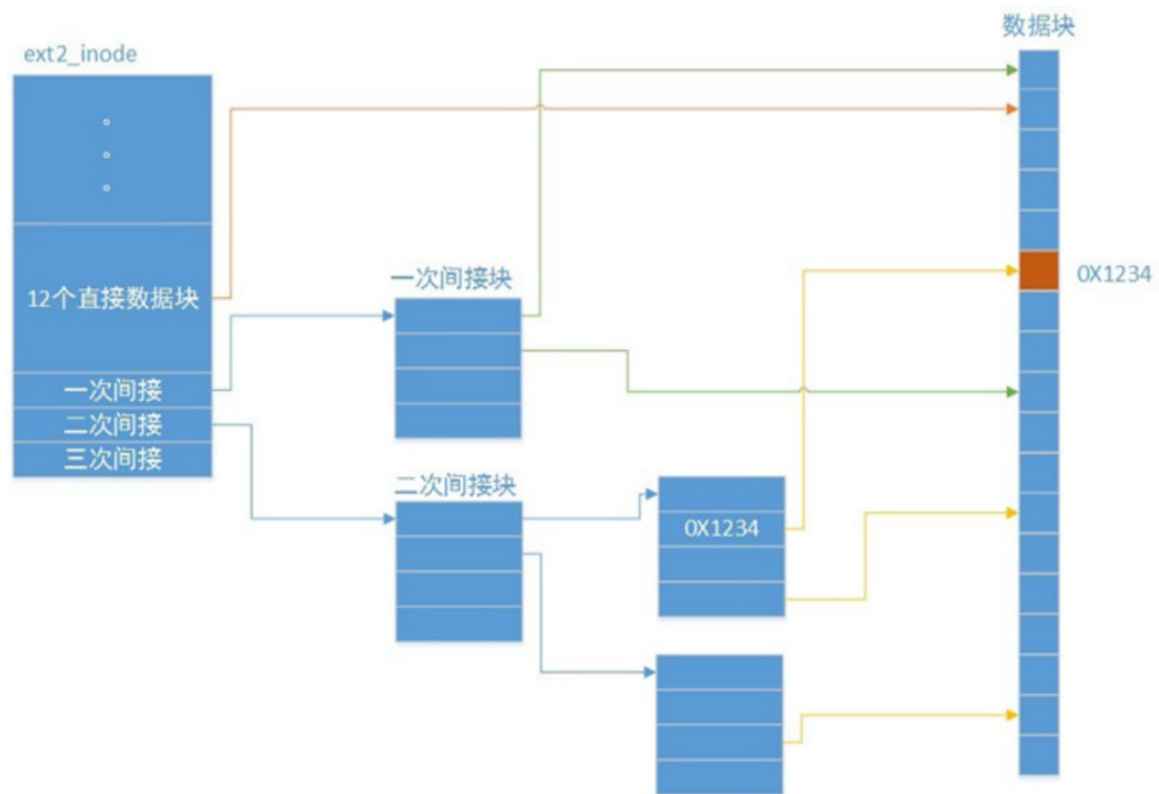 数据块
ext2_inode
12个直接数据块
一次间接块
0X1234
一次间接
二次间接
三次间接
二次间接块
0X1234